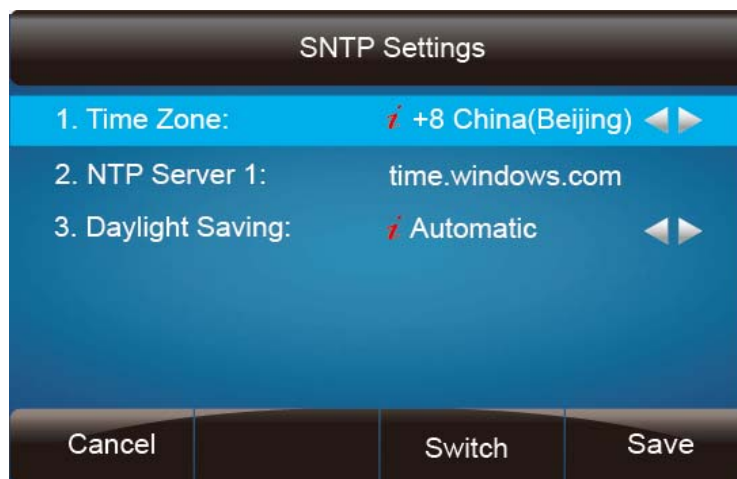 SNTP Settings
1. Time Zone: i +8 China(Beijing)
2. NTP Server 1: time.windows.com
3. Daylight Saving: i Automatic
Cancel Switch Save